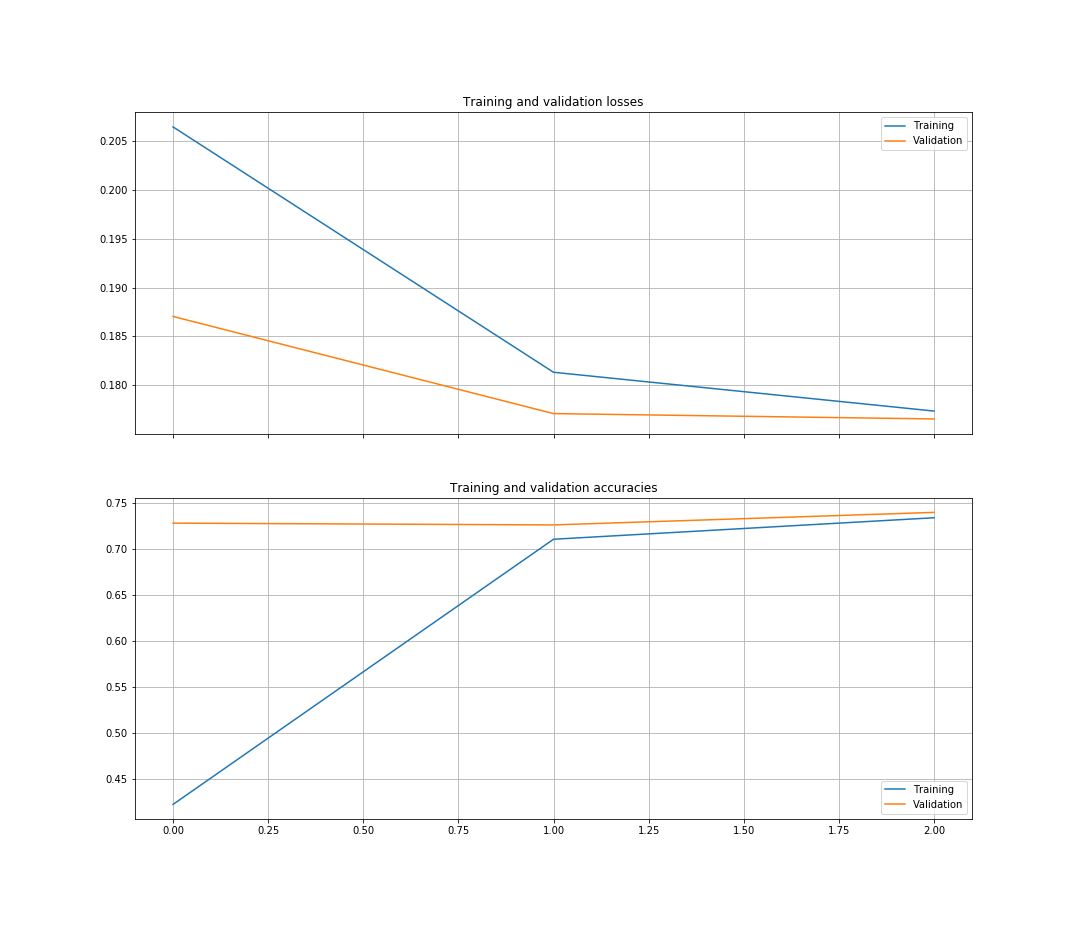 Training and validation losses
Training
Validation
0.205
0.200
0.195
0.190
0.185
0.180
Training and validation accuracies
0.75
0.70
0.65
0.60
0.55
0.50
0.45
Training
Validation
0.00 0.25 0.50 0.75 1.00 1.25 1.50 1.75 2.00